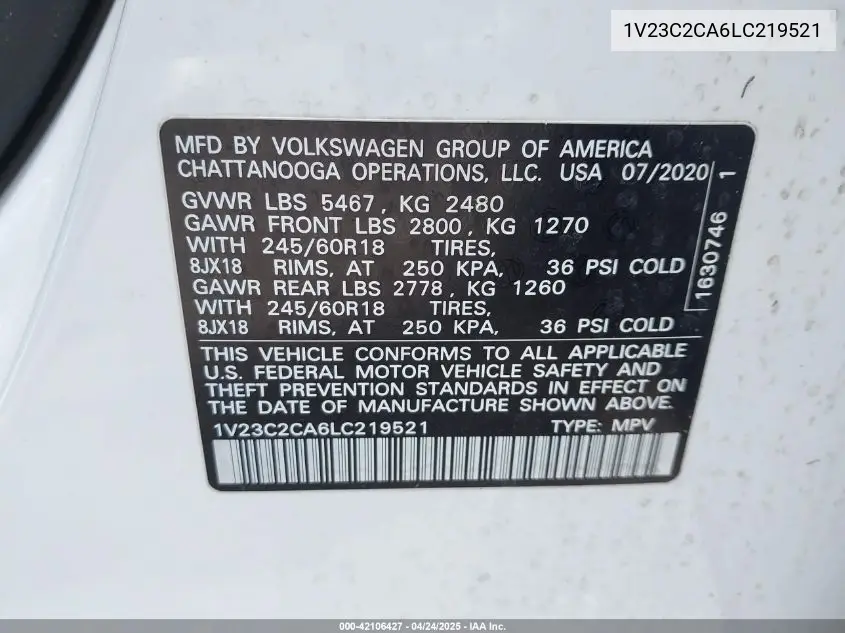 1V23C2CA6LC219521
MFD BY VOLKSWAGEN GROUP OF AMERICA
CHATTANOOGA OPERATIONS, LLC. USA 07/2020
GVWR LBS 5467, KG 2480
GAWR FRONT LBS 2800, KG 1270
WITH 245/60R18 TIRES,
8JX18 RIMS, AT 250 KPA, 36 PSI COLD
GAWR REAR LBS 2778, KG 1260
WITH 245/60R18 TIRES,
8JX18 RIMS, AT 250 KPA, 36 PSI COLD
1630746 1
THIS VEHICLE CONFORMS TO ALL APPLICABLE
U.S. FEDERAL MOTOR VEHICLE SAFETY AND
THEFT PREVENTION STANDARDS IN EFFECT ON
THE DATE OF MANUFACTURE SHOWN ABOVE.
1V23C2CA6LC219521 TYPE: MPV
000-42106427 - 04/24/2025 - IAA Inc.